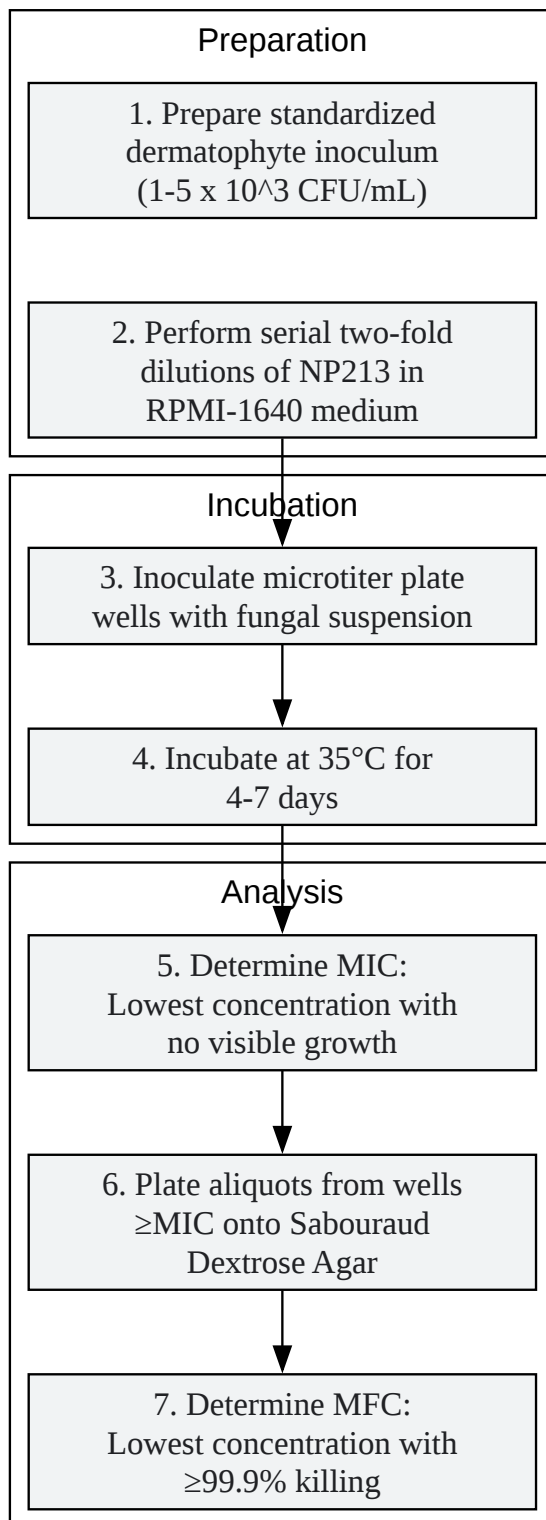 Preparation
1. Prepare standardized
dermatophyte inoculum
(1-5 x 10^3 CFU/mL)
2. Perform serial two-fold
dilutions of NP213 in
RPMI-1640 medium
Incubation
3. Inoculate microtiter plate
wells with fungal suspension
4. Incubate at 35°C for
4-7 days
Analysis
5. Determine MIC:
Lowest concentration with
no visible growth
6. Plate aliquots from wells
≥MIC onto Sabouraud
Dextrose Agar
7. Determine MFC:
Lowest concentration with
≥99.9% killing